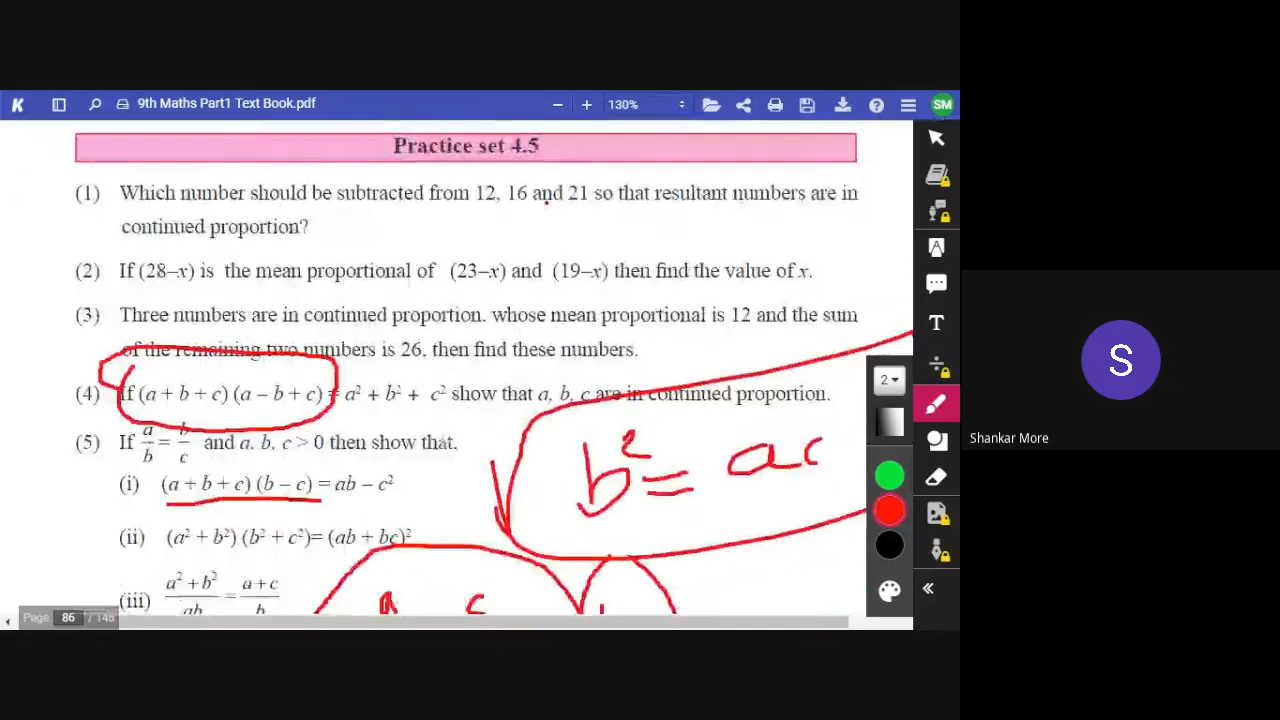 K 9th Maths Part1 Text Book.pdf 130% SM
Practice set 4.5
(1) Which number should be subtracted from 12, 16 and 21 so that resultant numbers are in
continued proportion?
(2) If (28–x) is the mean proportional of (23–x) and (19–x) then find the value of x.
(3) Three numbers are in continued proportion. whose mean proportional is 12 and the sum
of the remaining two numbers is 26, then find these numbers.
(4) If (a + b + c) (a – b + c) = a² + b² + c² show that a, b, c are in continued proportion.
(5) If a/b = b/c and a, b, c > 0 then show that,
(i) (a + b + c) (b – c) = ab – c²
(ii) (a² + b²) (b² + c²)= (ab + bc)²
(iii) a² + b² / ab = a + c / b
b² = ac
a c
2
T
S
Shankar More
Page 86 / 146